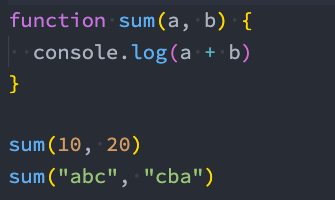 function sum(a, b) {
  console.log(a + b)
}

sum(10, 20)
sum("abc", "cba")